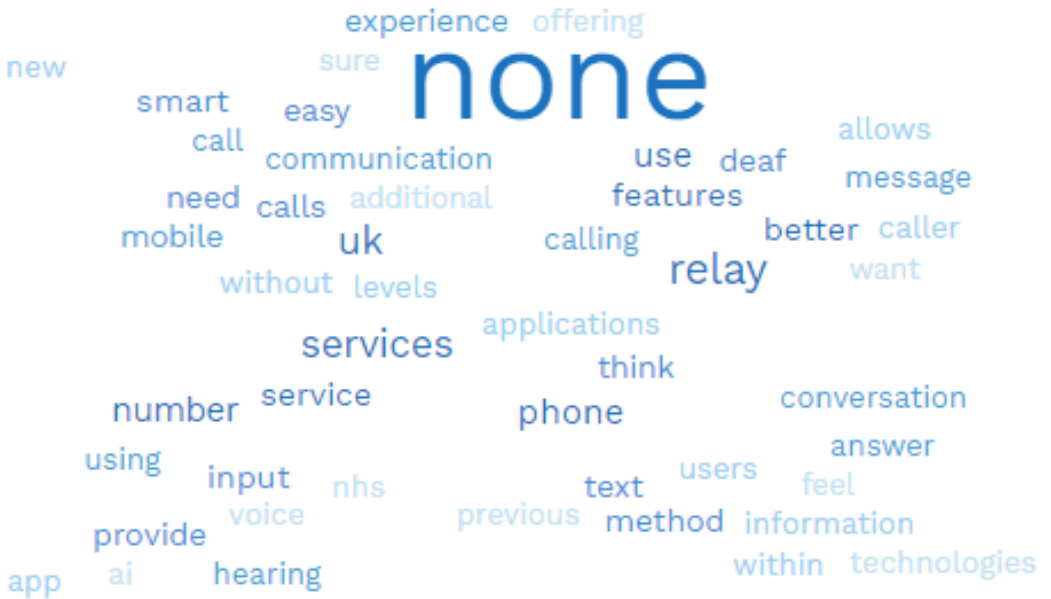 experience offering
new sure none
smart easy
call allows
communication use deaf
message
need calls additional features
mobile uk calling better caller
relay want
without levels
applications
services
think
number service phone conversation
using answer
input nhs text users feel
voice previous method information
provide
within technologies
app ai hearing